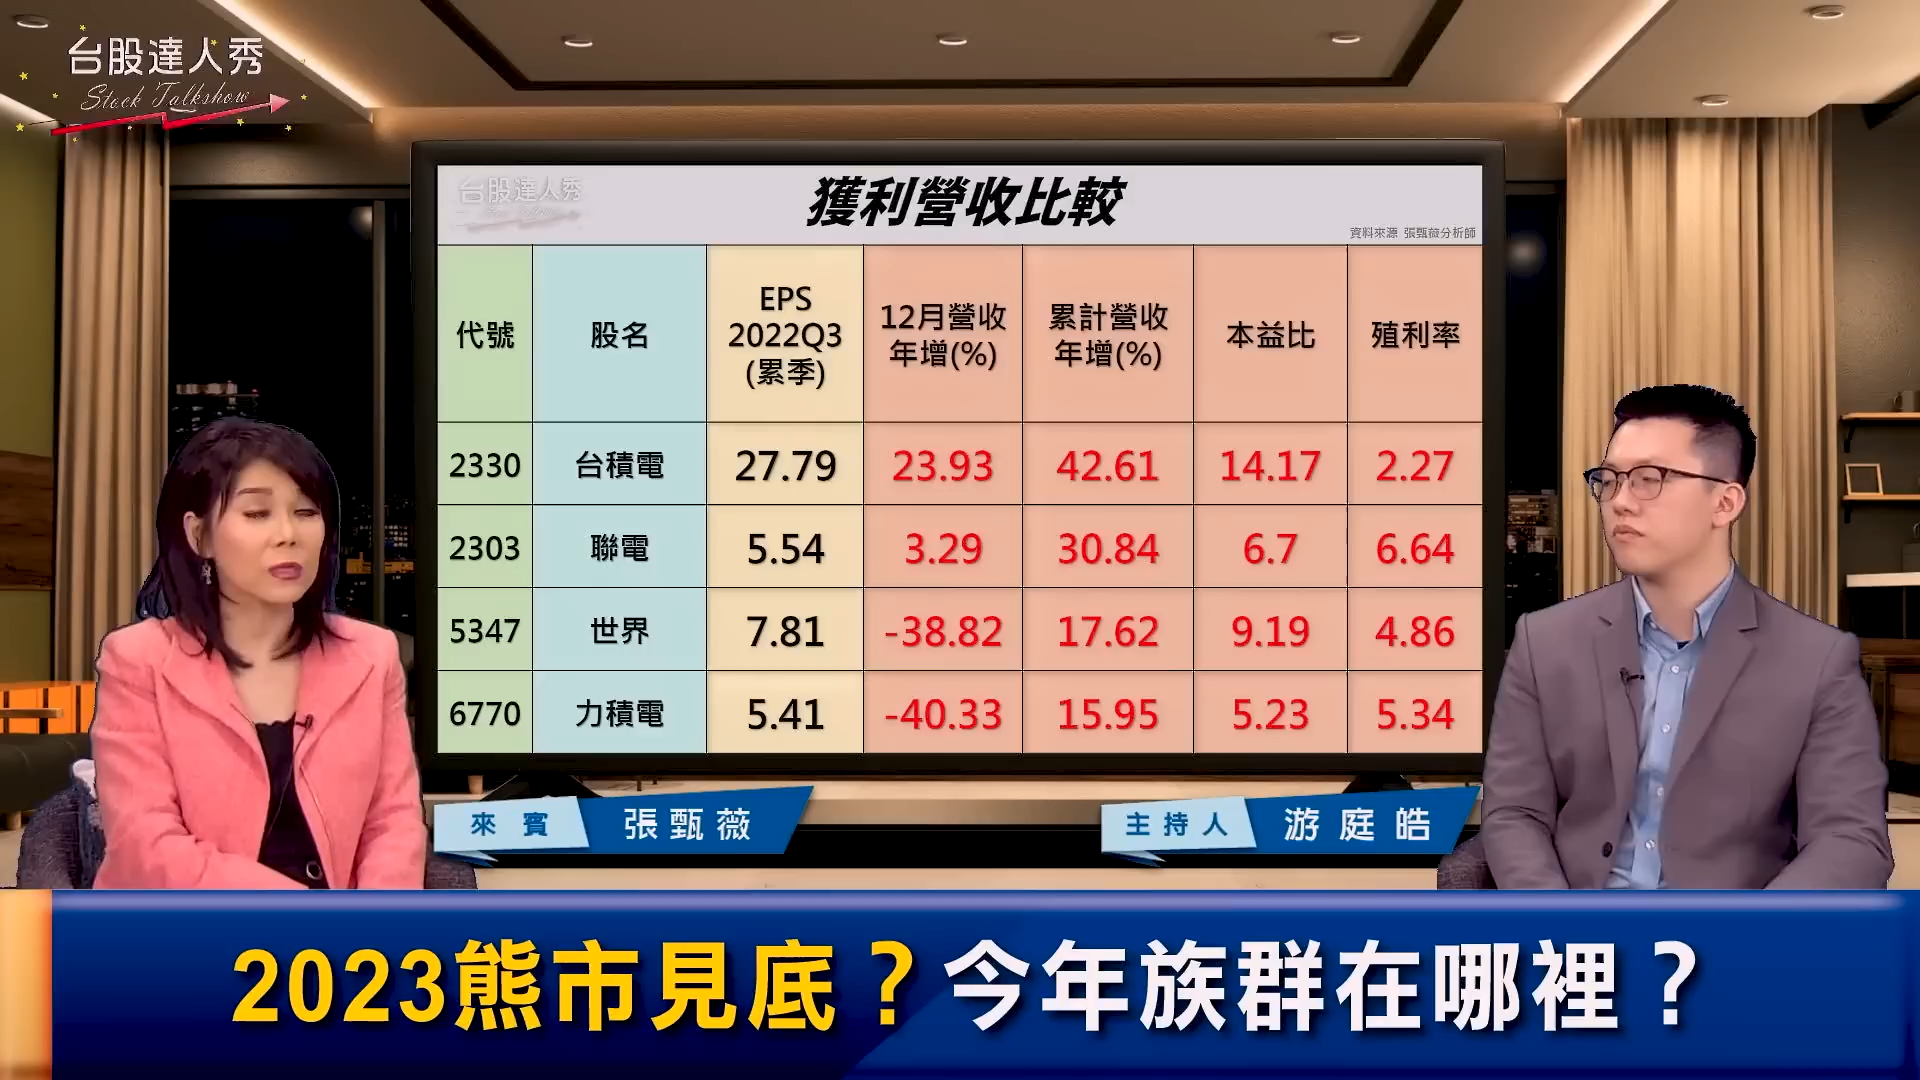 台股達人秀
Stock Talkshow
台股達人秀
獲利營收比較
資料來源 張甄薇分析師
代號 股名 EPS 2022Q3 (累季) 12月營收年增(%) 累計營收年增(%) 本益比 殖利率
2330 台積電 27.79 23.93 42.61 14.17 2.27
2303 聯電 5.54 3.29 30.84 6.7 6.64
5347 世界 7.81 -38.82 17.62 9.19 4.86
6770 力積電 5.41 -40.33 15.95 5.23 5.34
來賓 張甄薇
主持人 游庭皓
2023熊市見底？今年族群在哪裡？